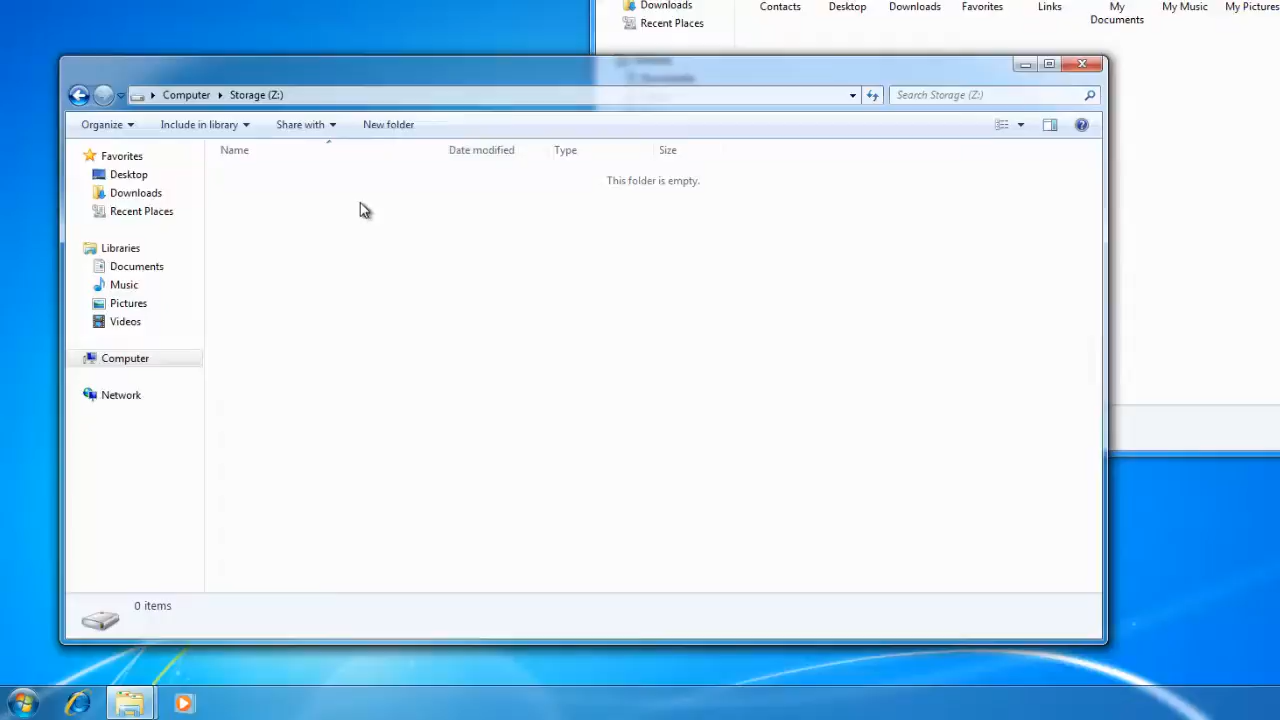 Downloads
Recent Places
Contacts
Desktop
Downloads
Favorites
Links
My
Documents
My Music
My Pictures
Computer
Storage (Z:)
Search Storage (Z:)
Organize
Include in library
Share with
New folder
Name
Date modified
Type
Size
This folder is empty.
Favorites
Desktop
Downloads
Recent Places
Libraries
Documents
Music
Pictures
Videos
Computer
Network
0 items